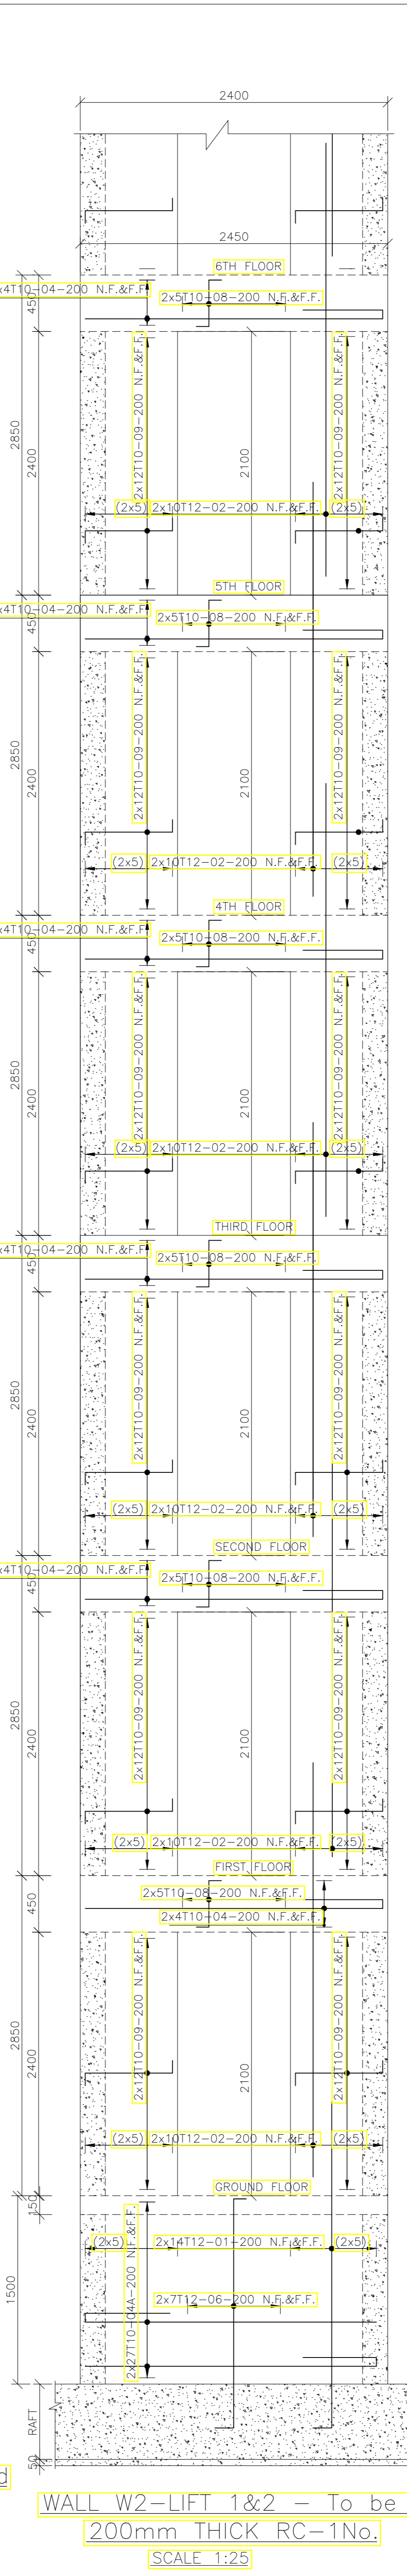 2400
2450
6TH FLOOR
x4T10-04-200 N.F.&F.F
2x5T10-08-200 N.F.&F.F.
450
2850
2400
2x12T10-09-200 N.F.&F.F.
2100
2x12T10-09-200 N.F.&F.F.
(2x5) 2x10T12-02-200 N.F.&F.F. (2x5)
5TH FLOOR
x4T10-04-200 N.F.&F.F
2x5T10-08-200 N.F.&F.F.
450
2850
2400
2x12T10-09-200 N.F.&F.F.
2100
2x12T10-09-200 N.F.&F.F.
(2x5) 2x10T12-02-200 N.F.&F.F. (2x5)
4TH FLOOR
x4T10-04-200 N.F.&F.F
2x5T10-08-200 N.F.&F.F.
450
2850
2400
2x12T10-09-200 N.F.&F.F.
2100
2x12T10-09-200 N.F.&F.F.
(2x5) 2x10T12-02-200 N.F.&F.F. (2x5)
THIRD FLOOR
x4T10-04-200 N.F.&F.F
2x5T10-08-200 N.F.&F.F.
450
2850
2400
2x12T10-09-200 N.F.&F.F.
2100
2x12T10-09-200 N.F.&F.F.
(2x5) 2x10T12-02-200 N.F.&F.F. (2x5)
SECOND FLOOR
x4T10-04-200 N.F.&F.F
2x5T10-08-200 N.F.&F.F.
450
2850
2400
2x12T10-09-200 N.F.&F.F.
2100
2x12T10-09-200 N.F.&F.F.
(2x5) 2x10T12-02-200 N.F.&F.F. (2x5)
FIRST FLOOR
2x5T10-08-200 N.F.&F.F.
2x4T10-04-200 N.F.&F.F.
450
2850
2400
2x12T10-09-200 N.F.&F.F.
2100
2x12T10-09-200 N.F.&F.F.
(2x5) 2x10T12-02-200 N.F.&F.F. (2x5)
GROUND FLOOR
150
1500
2x27T10-04A-200 N.F.&F.F.
(2x5) 2x14T12-01-200 N.F.&F.F. (2x5)
2x7T12-06-200 N.F.&F.F.
RAFT
50
WALL W2-LIFT 1&2 - To be
200mm THICK RC-1No.
SCALE 1:25